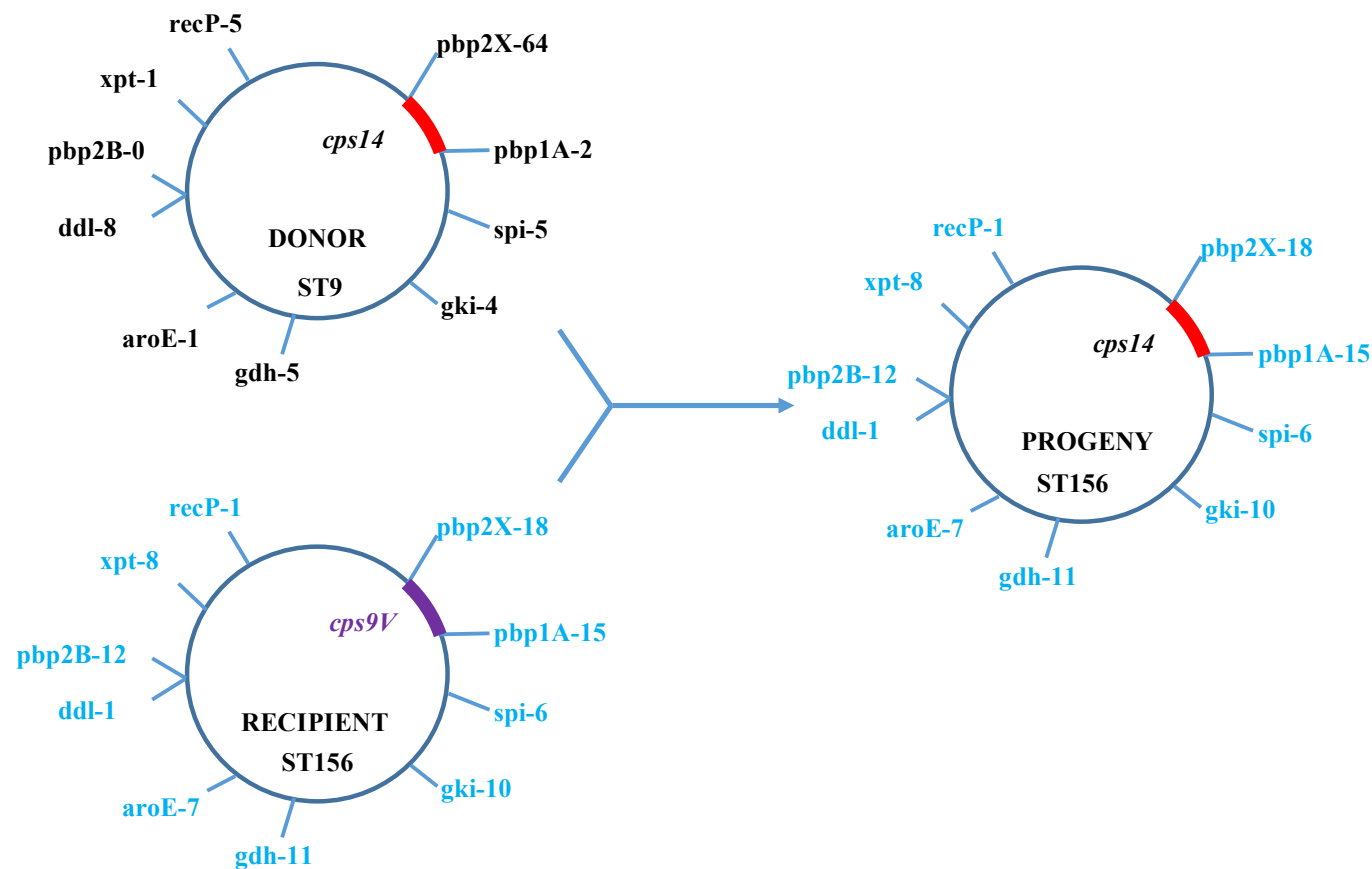 recP-5
pbp2X-64
xpt-1
cps14
pbp2B-0
pbp1A-2
ddl-8
spi-5
DONOR
ST9
gki-4
aroE-1
gdh-5
recP-1
pbp2X-18
xpt-8
cps9V
pbp2B-12
pbp1A-15
ddl-1
spi-6
RECIPIENT
ST156
gki-10
aroE-7
gdh-11
recP-1
pbp2X-18
xpt-8
cps14
pbp1A-15
pbp2B-12
ddl-1
spi-6
PROGENY
ST156
gki-10
aroE-7
gdh-11